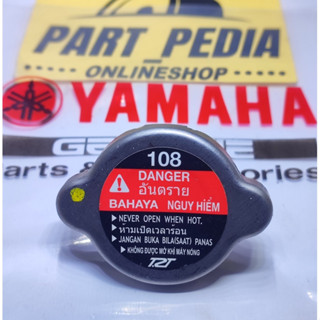 PART_PEDIA
ONLINESHOP
YAMAHA
108
DANGER
อันตราย
BAHAYA NGUY HIỂM
▶ NEVER OPEN WHEN HOT.
▶ ห้ามเปิดเวลาร้อน
▶ JANGAN BUKA BILA(SAAT) PANAS
▶ KHÔNG ĐƯỢC MỞ KHI MÁY NÓNG